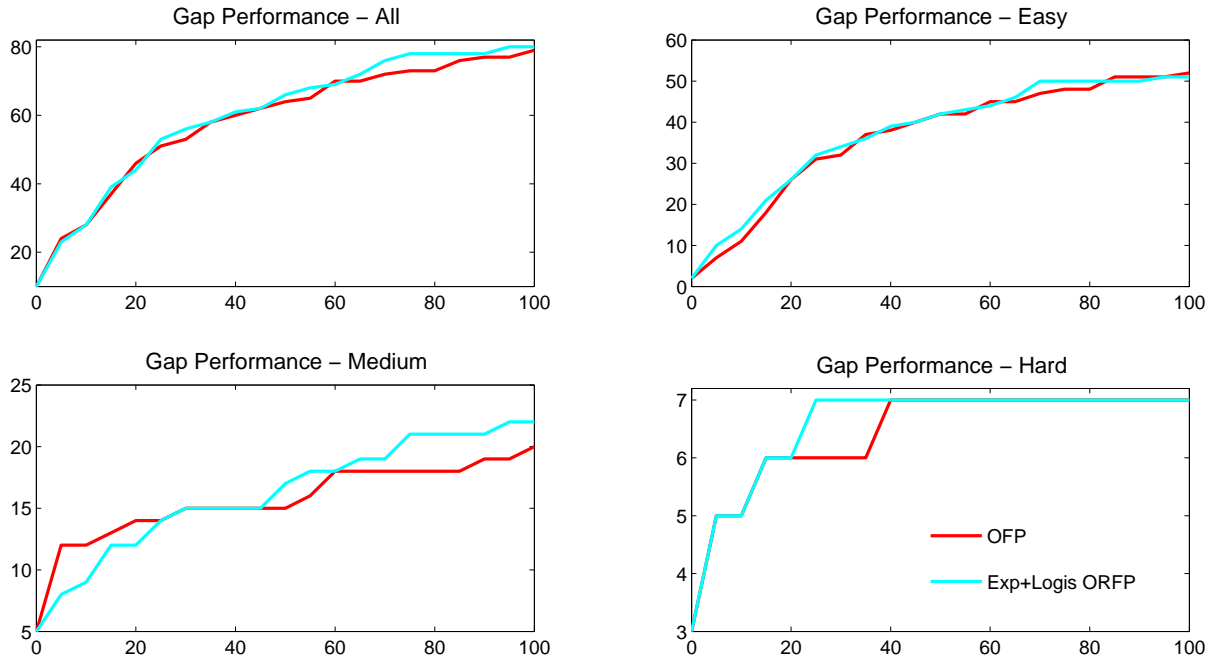 Gap Performance – All
80
60
40
20
0 20 40 60 80 100
Gap Performance – Easy
60
50
40
30
20
10
0
0 20 40 60 80 100
Gap Performance – Medium
25
20
15
10
5
0 20 40 60 80 100
Gap Performance – Hard
7
6
5
4
3
0 20 40 60 80 100
OFP
Exp+Logis ORFP